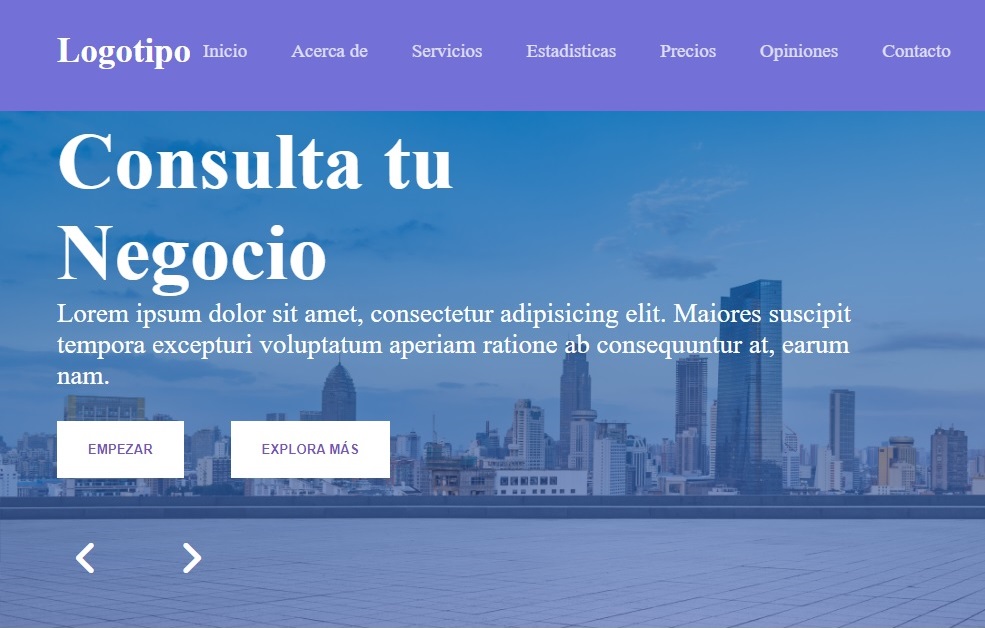 Logotipo Inicio Acerca de Servicios Estadisticas Precios Opiniones Contacto
Consulta tu
Negocio
Lorem ipsum dolor sit amet, consectetur adipisicing elit. Maiores suscipit
tempora excepturi voluptatum aperiam ratione ab consequuntur at, earum
nam.
EMPEZAR EXPLORA MÁS